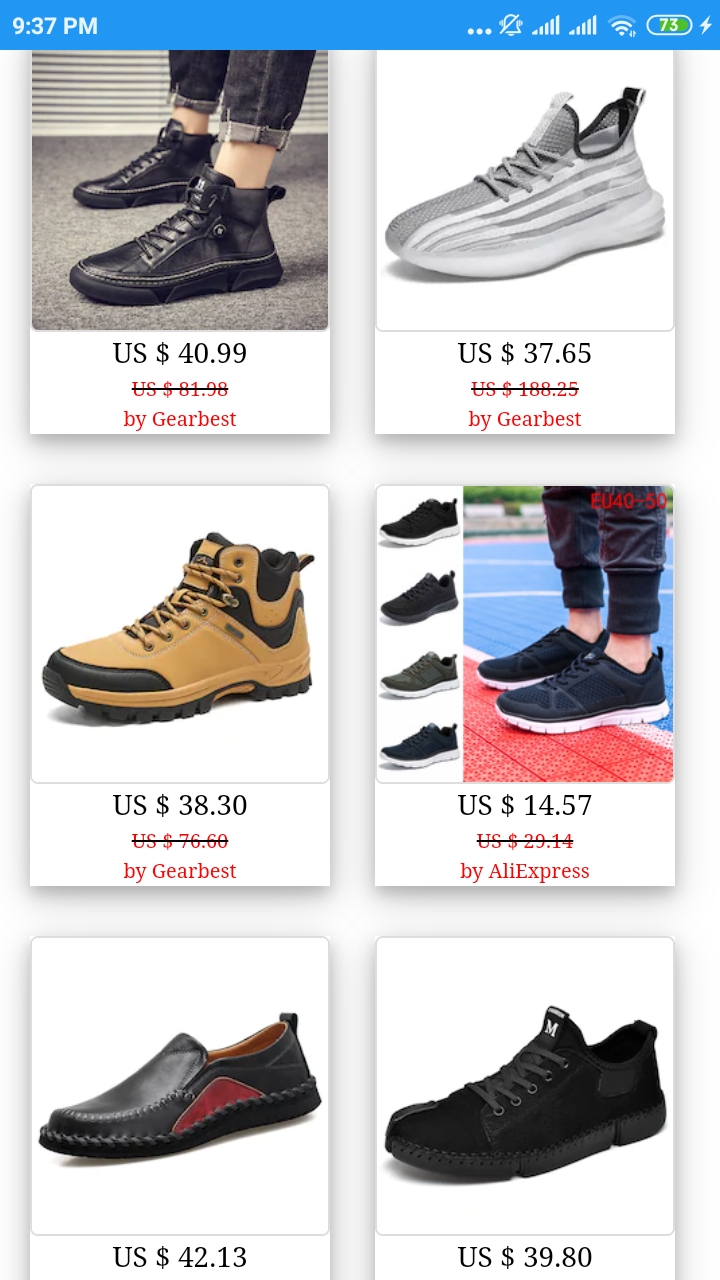 9:37 PM
73
M
US $ 40.99
US $ 81.98
by Gearbest
US $ 37.65
US $ 188.25
by Gearbest
US $ 38.30
US $ 76.60
by Gearbest
EU40-50
US $ 14.57
US $ 29.14
by AliExpress
US $ 42.13
M
US $ 39.80